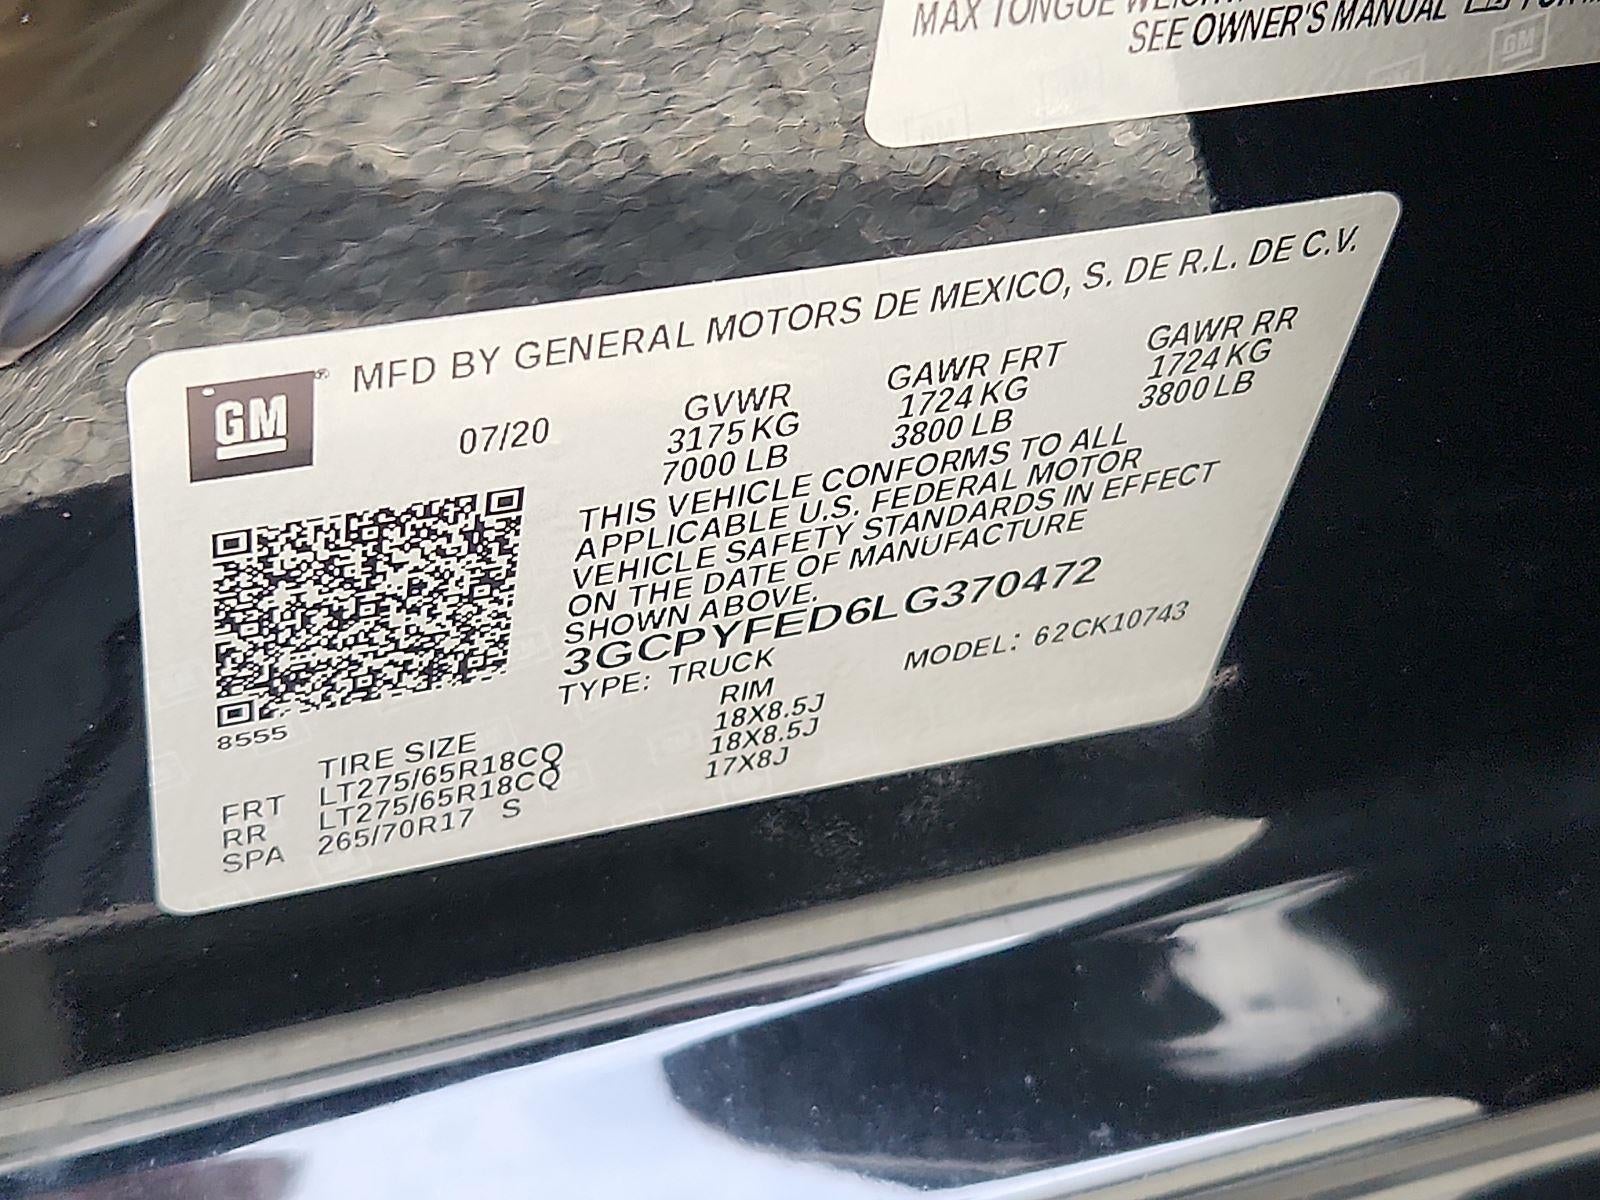 MAX TONGUE
SEE OWNER'S MANUAL
GM
MFD BY GENERAL MOTORS DE MEXICO, S. DE R.L. DE C.V.
GM ®
07/20
GVWR GAWR FRT GAWR RR
3175 KG 1724 KG 1724 KG
7000 LB 3800 LB 3800 LB
THIS VEHICLE CONFORMS TO ALL
APPLICABLE U.S. FEDERAL MOTOR
VEHICLE SAFETY STANDARDS IN EFFECT
ON THE DATE OF MANUFACTURE
SHOWN ABOVE.
3GCPYFED6LG370472
TYPE: TRUCK MODEL: 62CK10743
8555
TIRE SIZE RIM
FRT LT275/65R18CQ 18X8.5J
RR LT275/65R18CQ 18X8.5J
SPA 265/70R17 S 17X8J